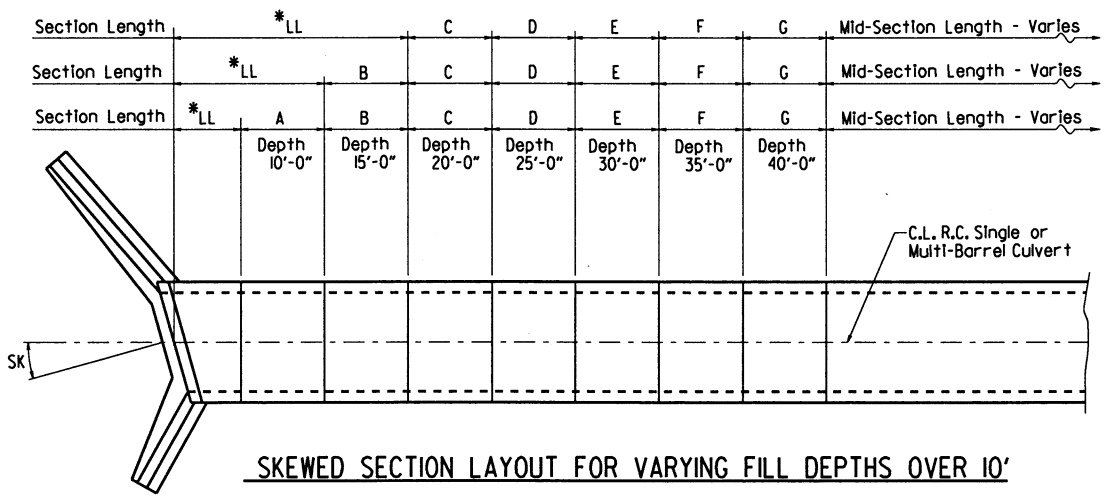 Section Length *LL C D E F G Mid-Section Length - Varies
Section Length *LL B C D E F G Mid-Section Length - Varies
Section Length *LL A B C D E F G Mid-Section Length - Varies
Depth 10'-0" Depth 15'-0" Depth 20'-0" Depth 25'-0" Depth 30'-0" Depth 35'-0" Depth 40'-0"
C.L. R.C. Single or
Multi-Barrel Culvert
SK
SKEWED SECTION LAYOUT FOR VARYING FILL DEPTHS OVER 10'